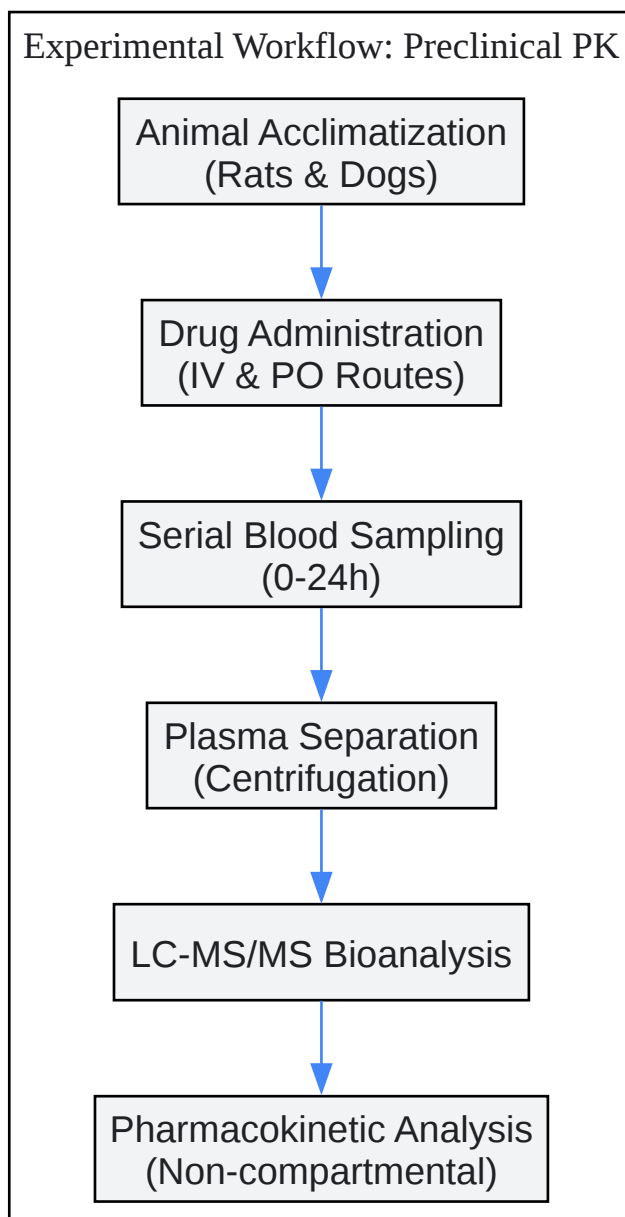 Experimental Workflow: Preclinical PK
Animal Acclimatization
(Rats & Dogs)
Drug Administration
(IV & PO Routes)
Serial Blood Sampling
(0-24h)
Plasma Separation
(Centrifugation)
LC-MS/MS Bioanalysis
Pharmacokinetic Analysis
(Non-compartmental)